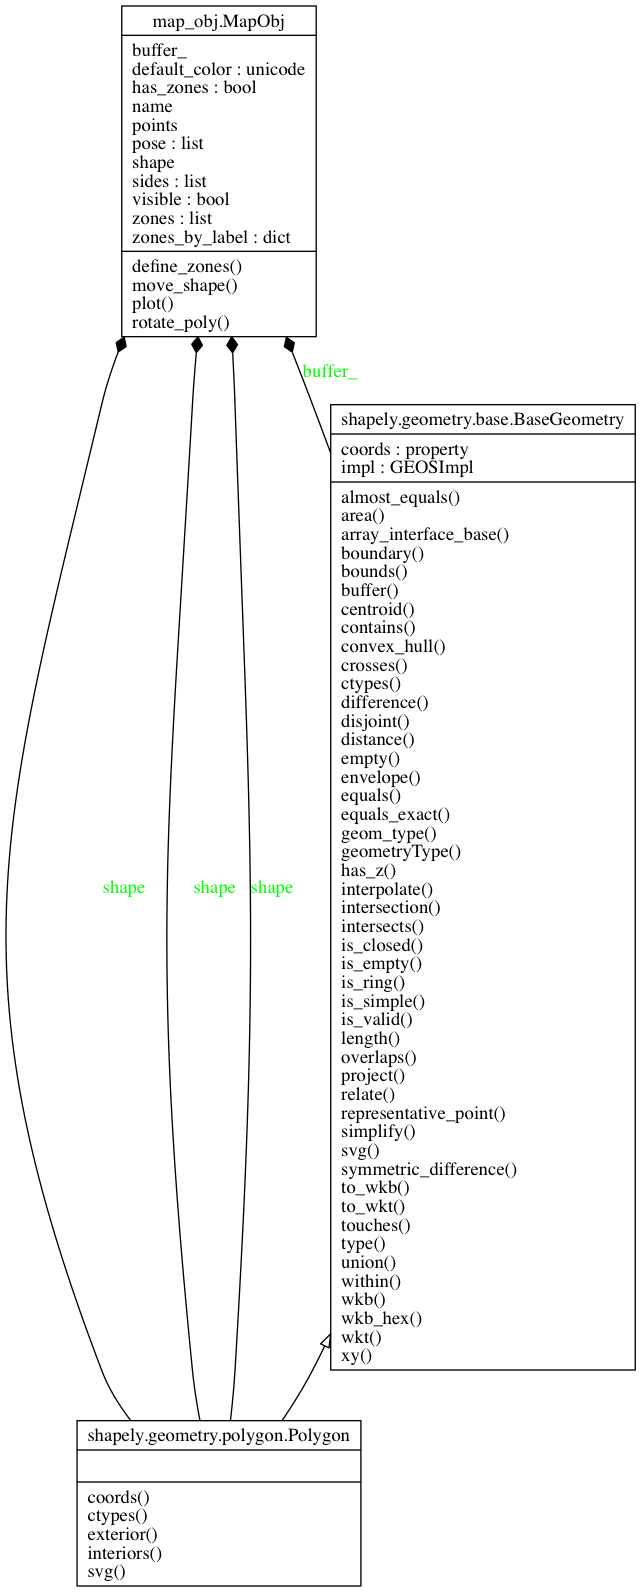 map_obj.MapObj
buffer_
default_color : unicode
has_zones : bool
name
points
pose : list
shape
sides : list
visible : bool
zones : list
zones_by_label : dict
define_zones()
move_shape()
plot()
rotate_poly()
buffer_
shapely.geometry.base.BaseGeometry
coords : property
impl : GEOSImpl
almost_equals()
area()
array_interface_base()
boundary()
bounds()
buffer()
centroid()
contains()
convex_hull()
crosses()
ctypes()
difference()
disjoint()
distance()
empty()
envelope()
equals()
equals_exact()
geom_type()
geometryType()
has_z()
interpolate()
intersection()
intersects()
is_closed()
is_empty()
is_ring()
is_simple()
is_valid()
length()
overlaps()
project()
relate()
representative_point()
simplify()
svg()
symmetric_difference()
to_wkb()
to_wkt()
touches()
type()
union()
within()
wkb()
wkb_hex()
wkt()
xy()
shape shape shape
shapely.geometry.polygon.Polygon
coords()
ctypes()
exterior()
interiors()
svg()